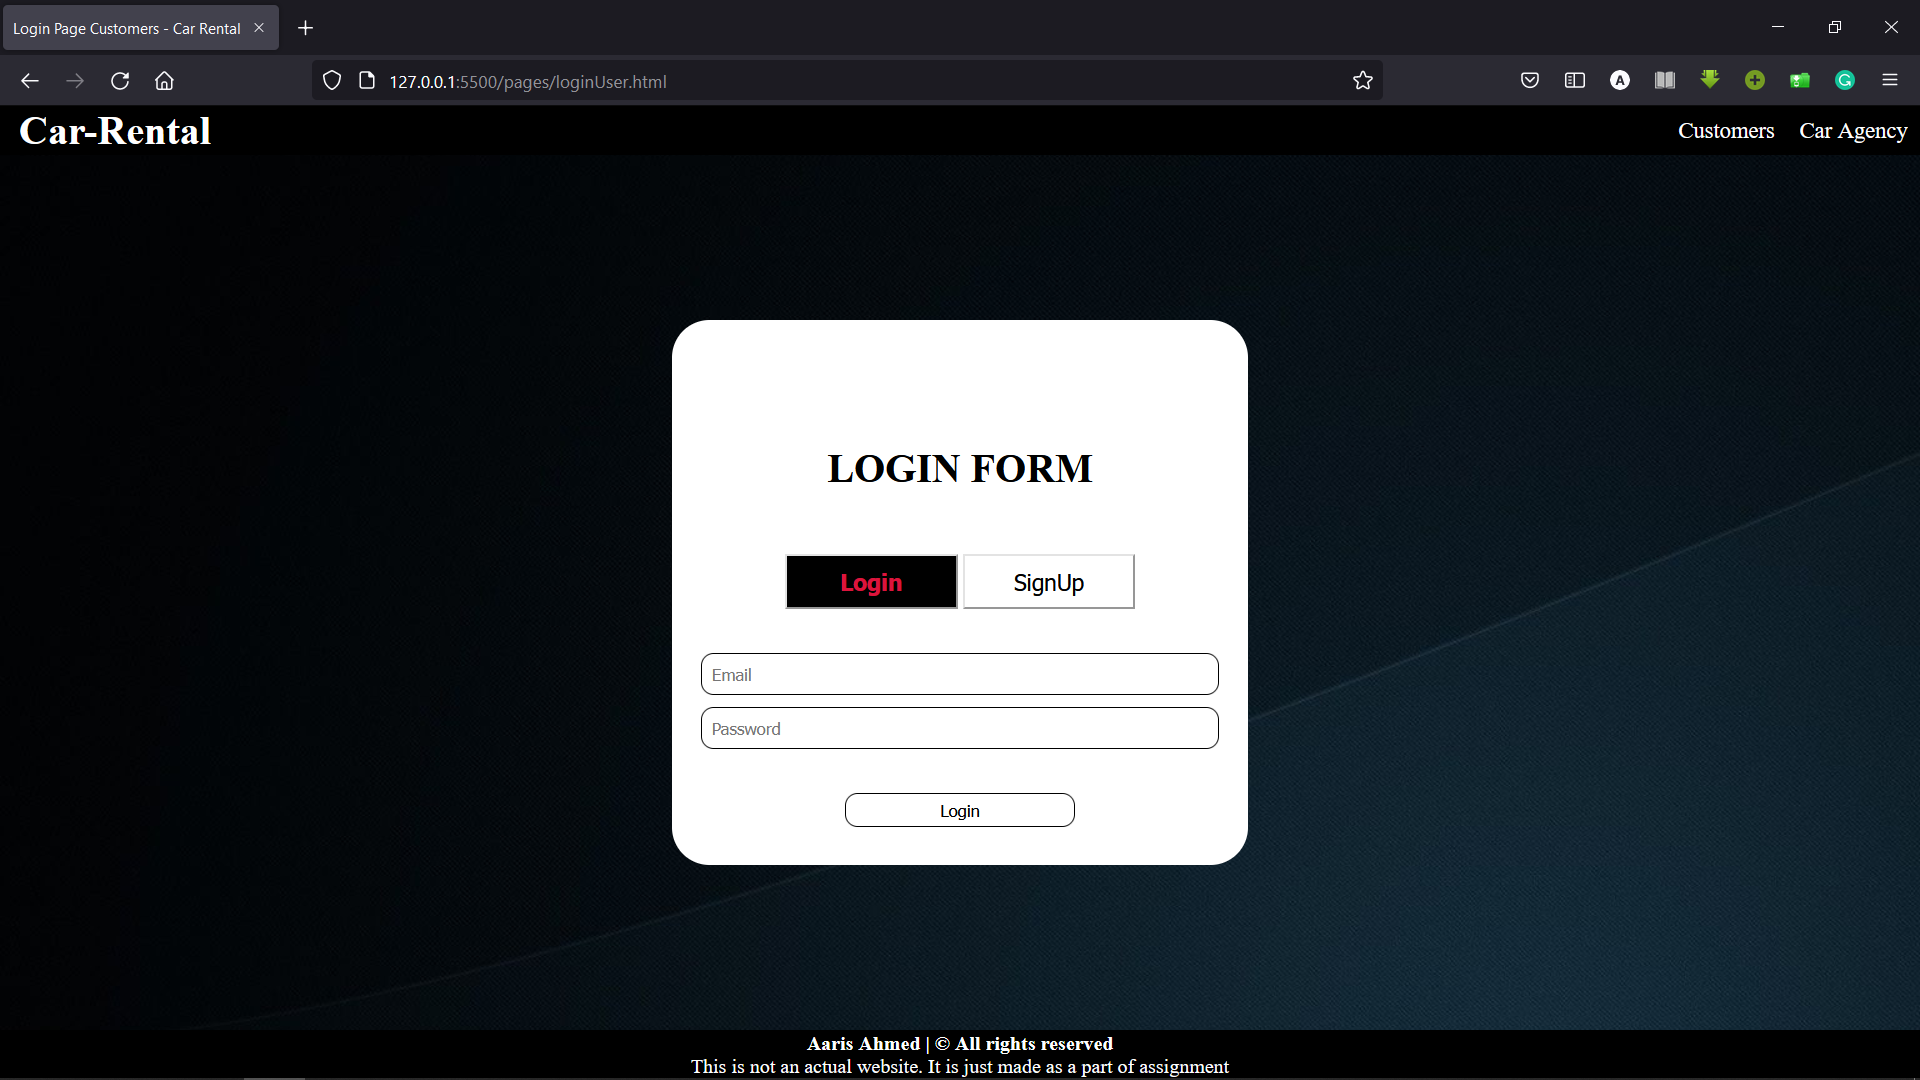 Login Page Customers - Car Rental
127.0.0.1:5500/pages/loginUser.html
A
G
Car-Rental
Customers
Car Agency
LOGIN FORM
Login
SignUp
Email
Password
Login
Aaris Ahmed | © All rights reserved
This is not an actual website. It is just made as a part of assignment